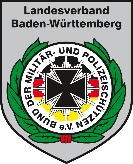 Landesverband
Baden-Württemberg
BUND DER MILITÄR- UND POLIZEISCHÜTZEN
e.V.